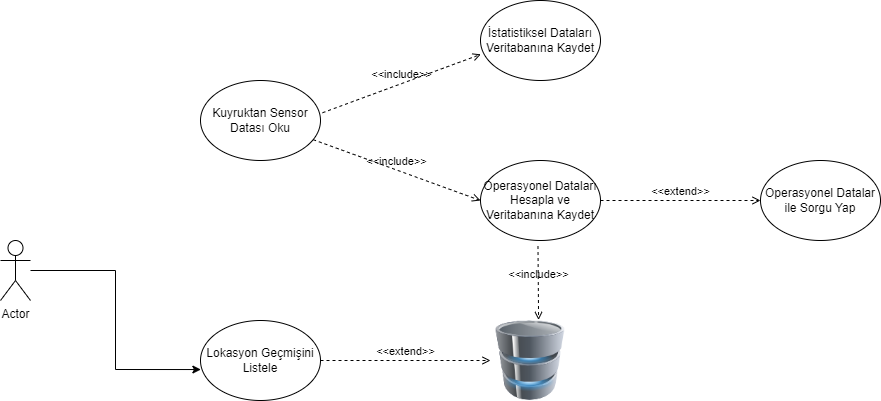 İstatistiksel Dataları
Veritabanına Kaydet
<<include>>
Kuyruktan Sensor
Datası Oku
<<include>>
Operasyonel Dataları
Hesapla ve
Veritabanına Kaydet
<<extend>>
Operasyonel Datalar
ile Sorgu Yap
<<include>>
Actor
Lokasyon Geçmişini
Listele
<<extend>>